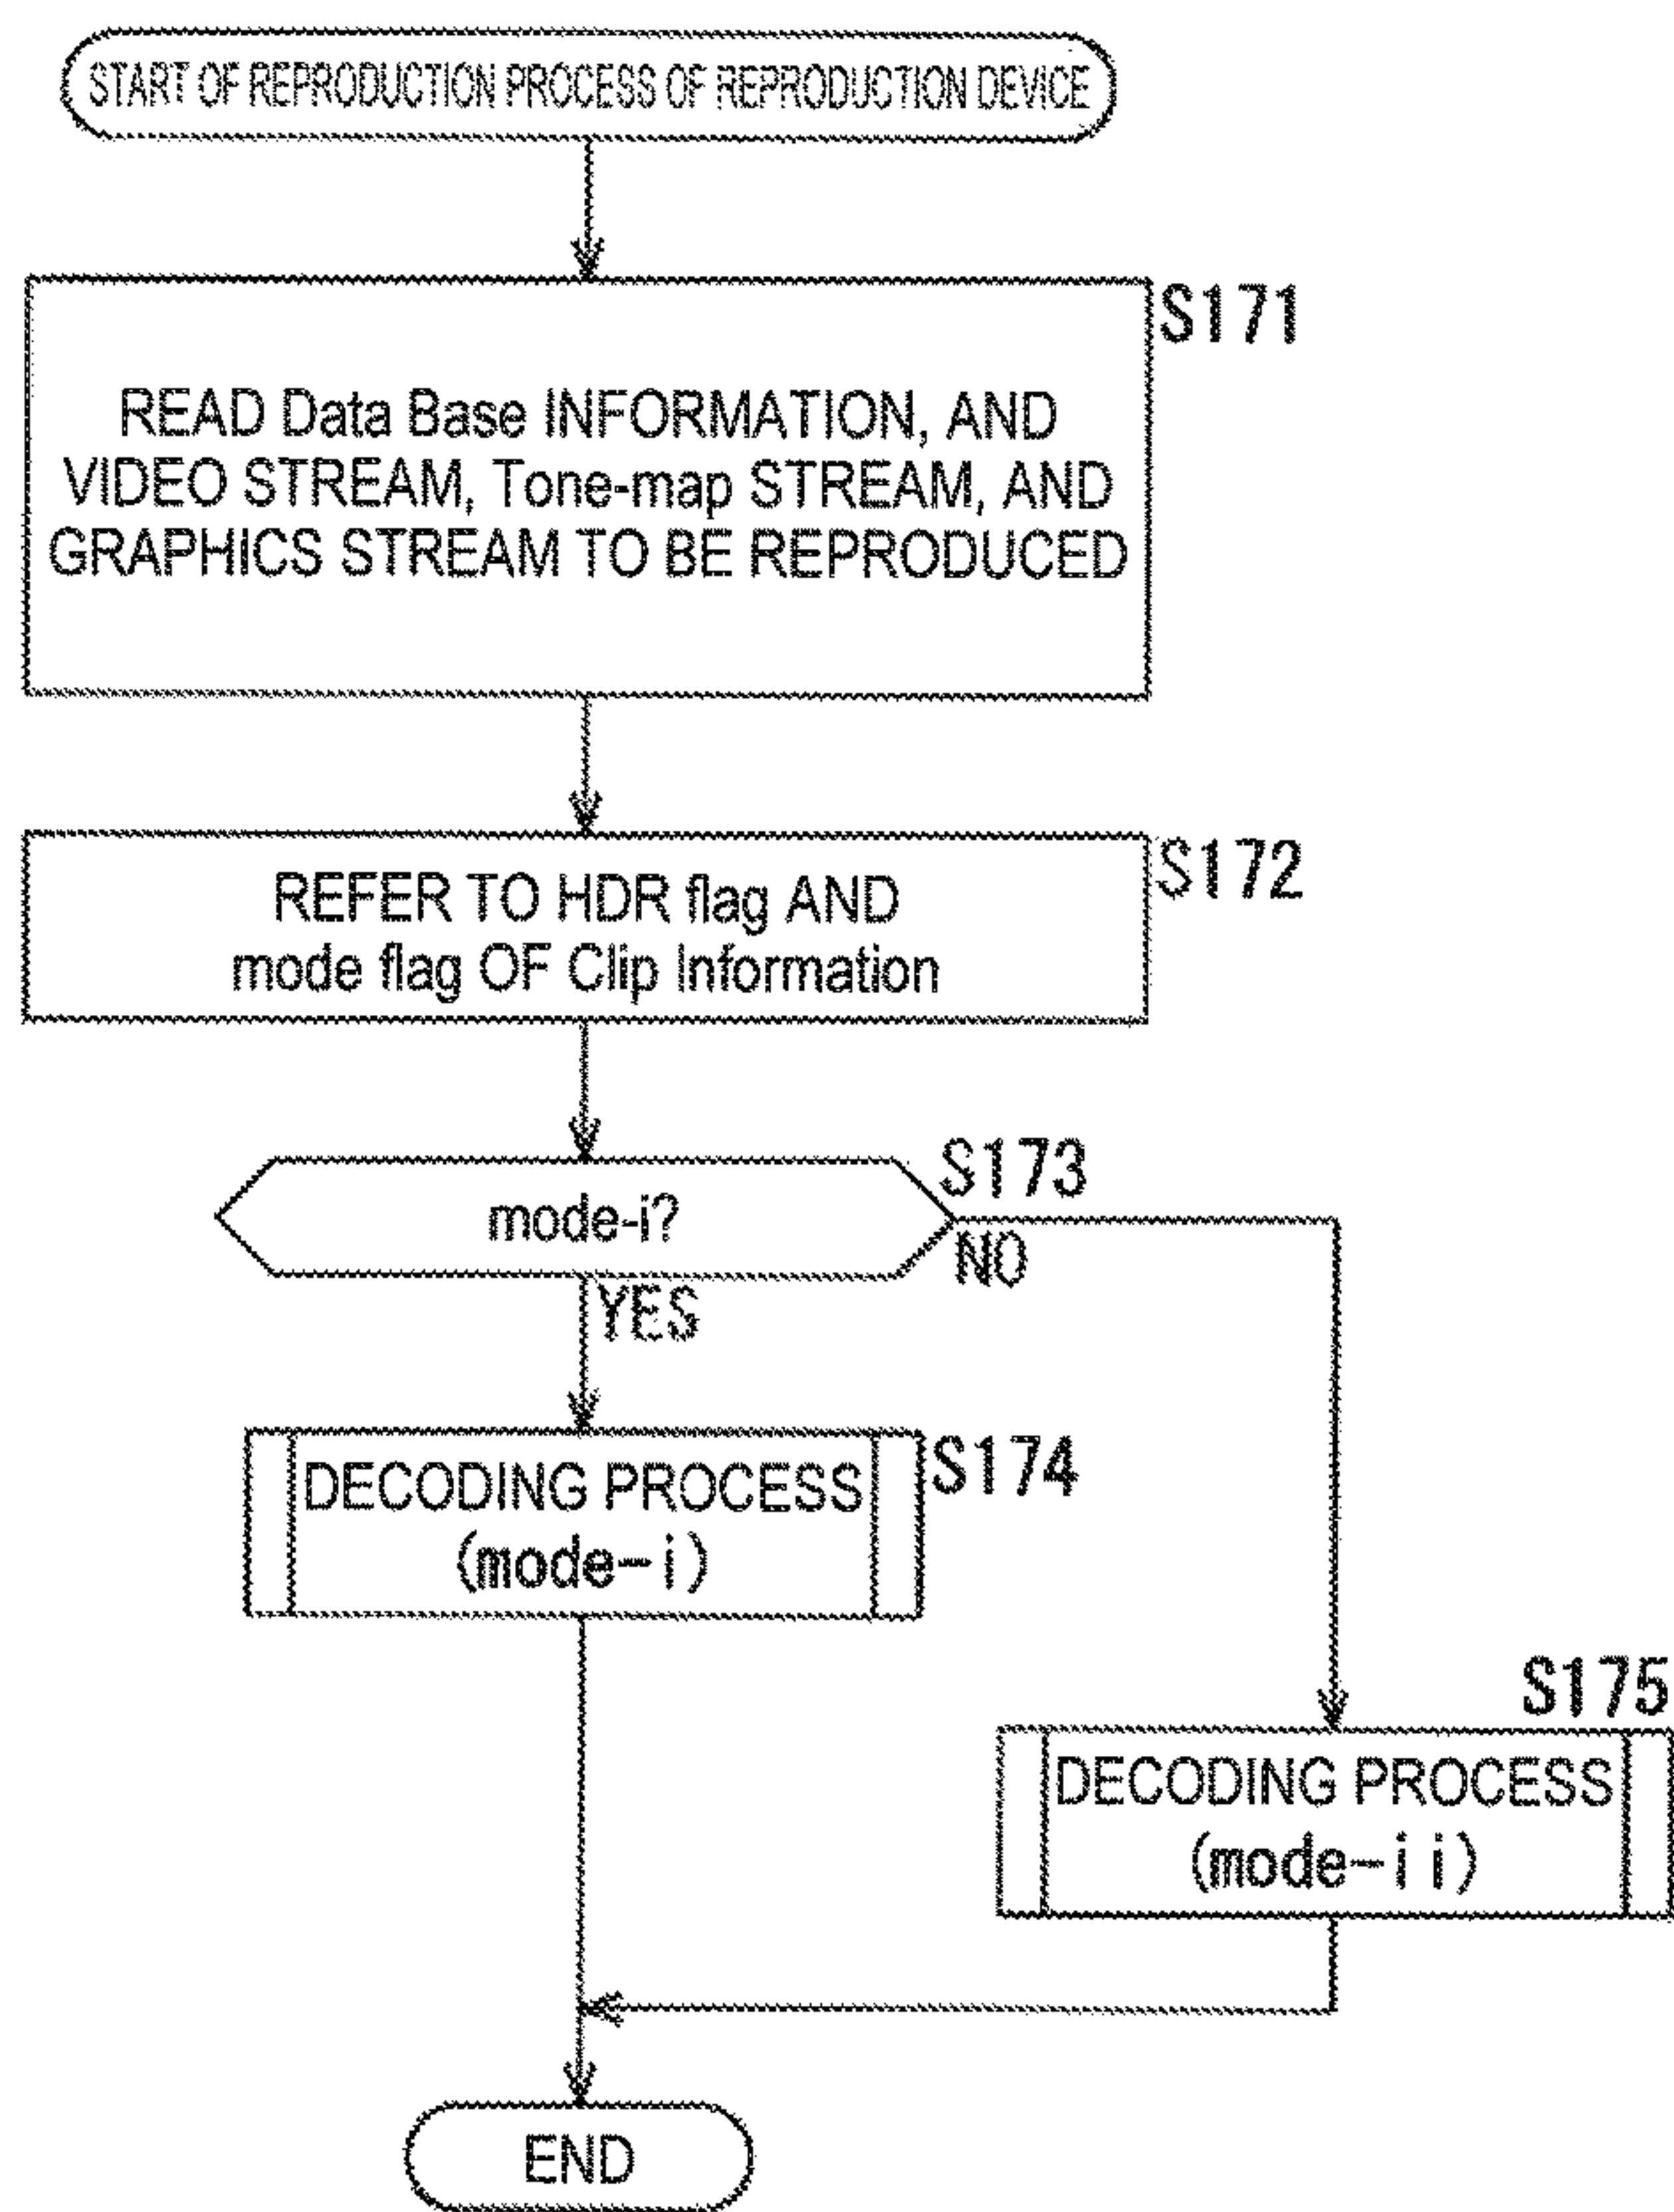 START OF REPRODUCTION PROCESS OF REPRODUCTION DEVICE
S171
READ Data Base INFORMATION, AND
VIDEO STREAM, Tone-map STREAM, AND
GRAPHICS STREAM TO BE REPRODUCED
S172
REFER TO HDR flag AND
mode flag OF Clip Information
S173
mode-i?
NO
YES
S174
DECODING PROCESS
(mode-i)
S175
DECODING PROCESS
(mode-ii)
END